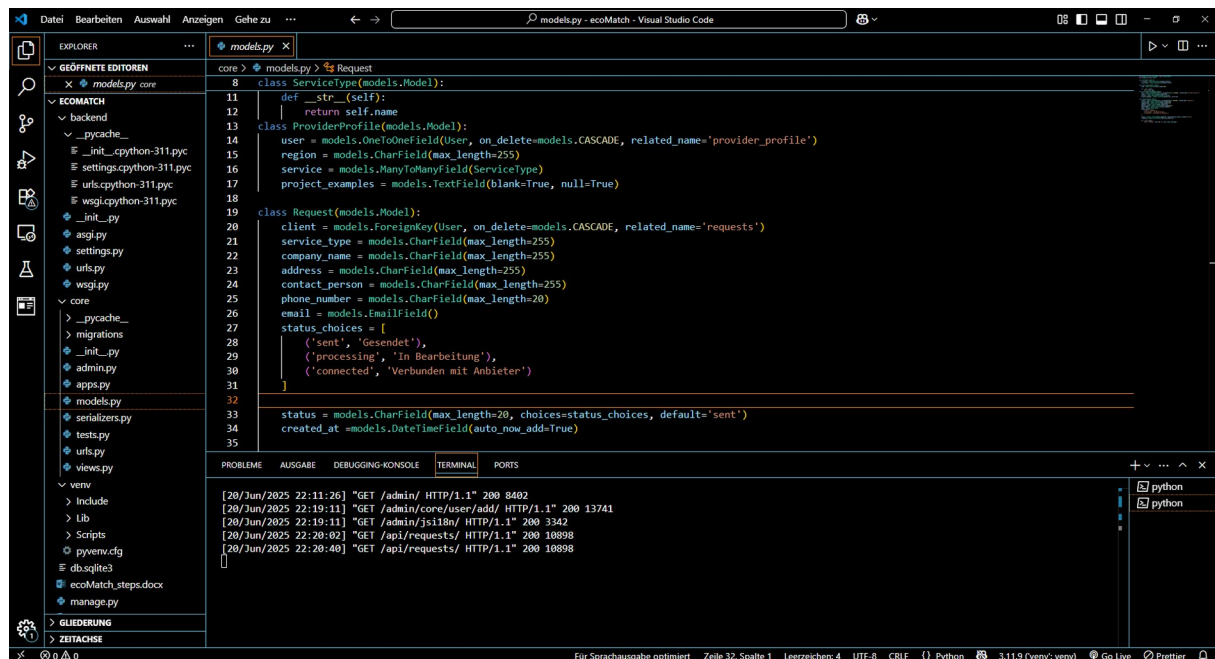 Datei Bearbeiten Auswahl Anzeigen Gehe zu ··· models.py - ecoMatch - Visual Studio Code
EXPLORER ···
GEÖFFNETE EDITOREN
models.py core
ECOMATCH
backend
__pycache__
__init__.cpython-311.pyc
settings.cpython-311.pyc
urls.cpython-311.pyc
wsgi.cpython-311.pyc
__init__.py
asgi.py
settings.py
urls.py
wsgi.py
core
__pycache__
migrations
__init__.py
admin.py
apps.py
models.py
serializers.py
tests.py
urls.py
views.py
venv
Include
Lib
Scripts
pyvenv.cfg
db.sqlite3
ecoMatch_steps.docx
manage.py
GLIEDERUNG
ZEITACHSE
1
models.py
core > models.py > Request
8 class ServiceType(models.Model):
11 def __str__(self):
12 return self.name
13 class ProviderProfile(models.Model):
14 user = models.OneToOneField(User, on_delete=models.CASCADE, related_name='provider_profile')
15 region = models.CharField(max_length=255)
16 service = models.ManyToManyField(ServiceType)
17 project_examples = models.TextField(blank=True, null=True)
18
19 class Request(models.Model):
20 client = models.ForeignKey(User, on_delete=models.CASCADE, related_name='requests')
21 service_type = models.CharField(max_length=255)
22 company_name = models.CharField(max_length=255)
23 address = models.CharField(max_length=255)
24 contact_person = models.CharField(max_length=255)
25 phone_number = models.CharField(max_length=20)
26 email = models.EmailField()
27 status_choices = [
28 ('sent', 'Gesendet'),
29 ('processing', 'In Bearbeitung'),
30 ('connected', 'Verbunden mit Anbieter')
31 ]
32
33 status = models.CharField(max_length=20, choices=status_choices, default='sent')
34 created_at =models.DateTimeField(auto_now_add=True)
35
PROBLEME AUSGABE DEBUGGING-KONSOLE TERMINAL PORTS
[20/Jun/2025 22:11:26] "GET /admin/ HTTP/1.1" 200 8402
[20/Jun/2025 22:19:11] "GET /admin/core/user/add/ HTTP/1.1" 200 13741
[20/Jun/2025 22:19:11] "GET /admin/jsi18n/ HTTP/1.1" 200 3342
[20/Jun/2025 22:20:02] "GET /api/requests/ HTTP/1.1" 200 10898
[20/Jun/2025 22:20:40] "GET /api/requests/ HTTP/1.1" 200 10898
python
python
0 0 Für Sprachausgabe optimiert Zeile 32, Spalte 1 Leerzeichen: 4 UTF-8 CRLF {} Python 3.11.9 ('venv': venv) Go Live Prettier